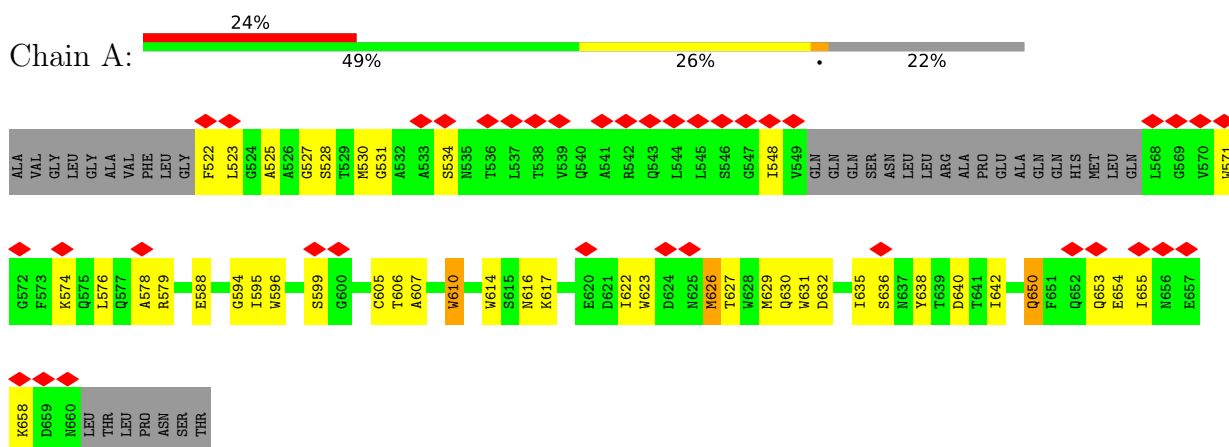 24%
Chain A:
49% 26% • 22%
ALA VAL GLY LEU GLY ALA VAL PHE LEU GLY F522 L523 G524 A525 A526 G527 S528 T529 M530 G531 A532 A533 S534 N535 T536 L537 T538 V539 Q540 A541 R542 Q543 L544 L545 S546 G547 I548 V549 GLN GLN GLN SER ASN LEU LEU ARG ALA PRO GLU ALA GLN GLN HIS MET LEU GLN L568 G569 V570 W571
G572 F573 K574 Q575 L576 Q577 A578 R579 E588 G594 I595 W596 S599 G600 C605 T606 A607 W610 W614 S615 N616 K617 E620 D621 I622 W623 D624 N625 M626 T627 W628 M629 Q630 W631 D632 I635 S636 N637 Y638 T639 D640 T641 I642 Q650 F651 Q652 Q653 E654 I655 N656 E657
K658 D659 N660 LEU THR LEU PRO ASN SER THR